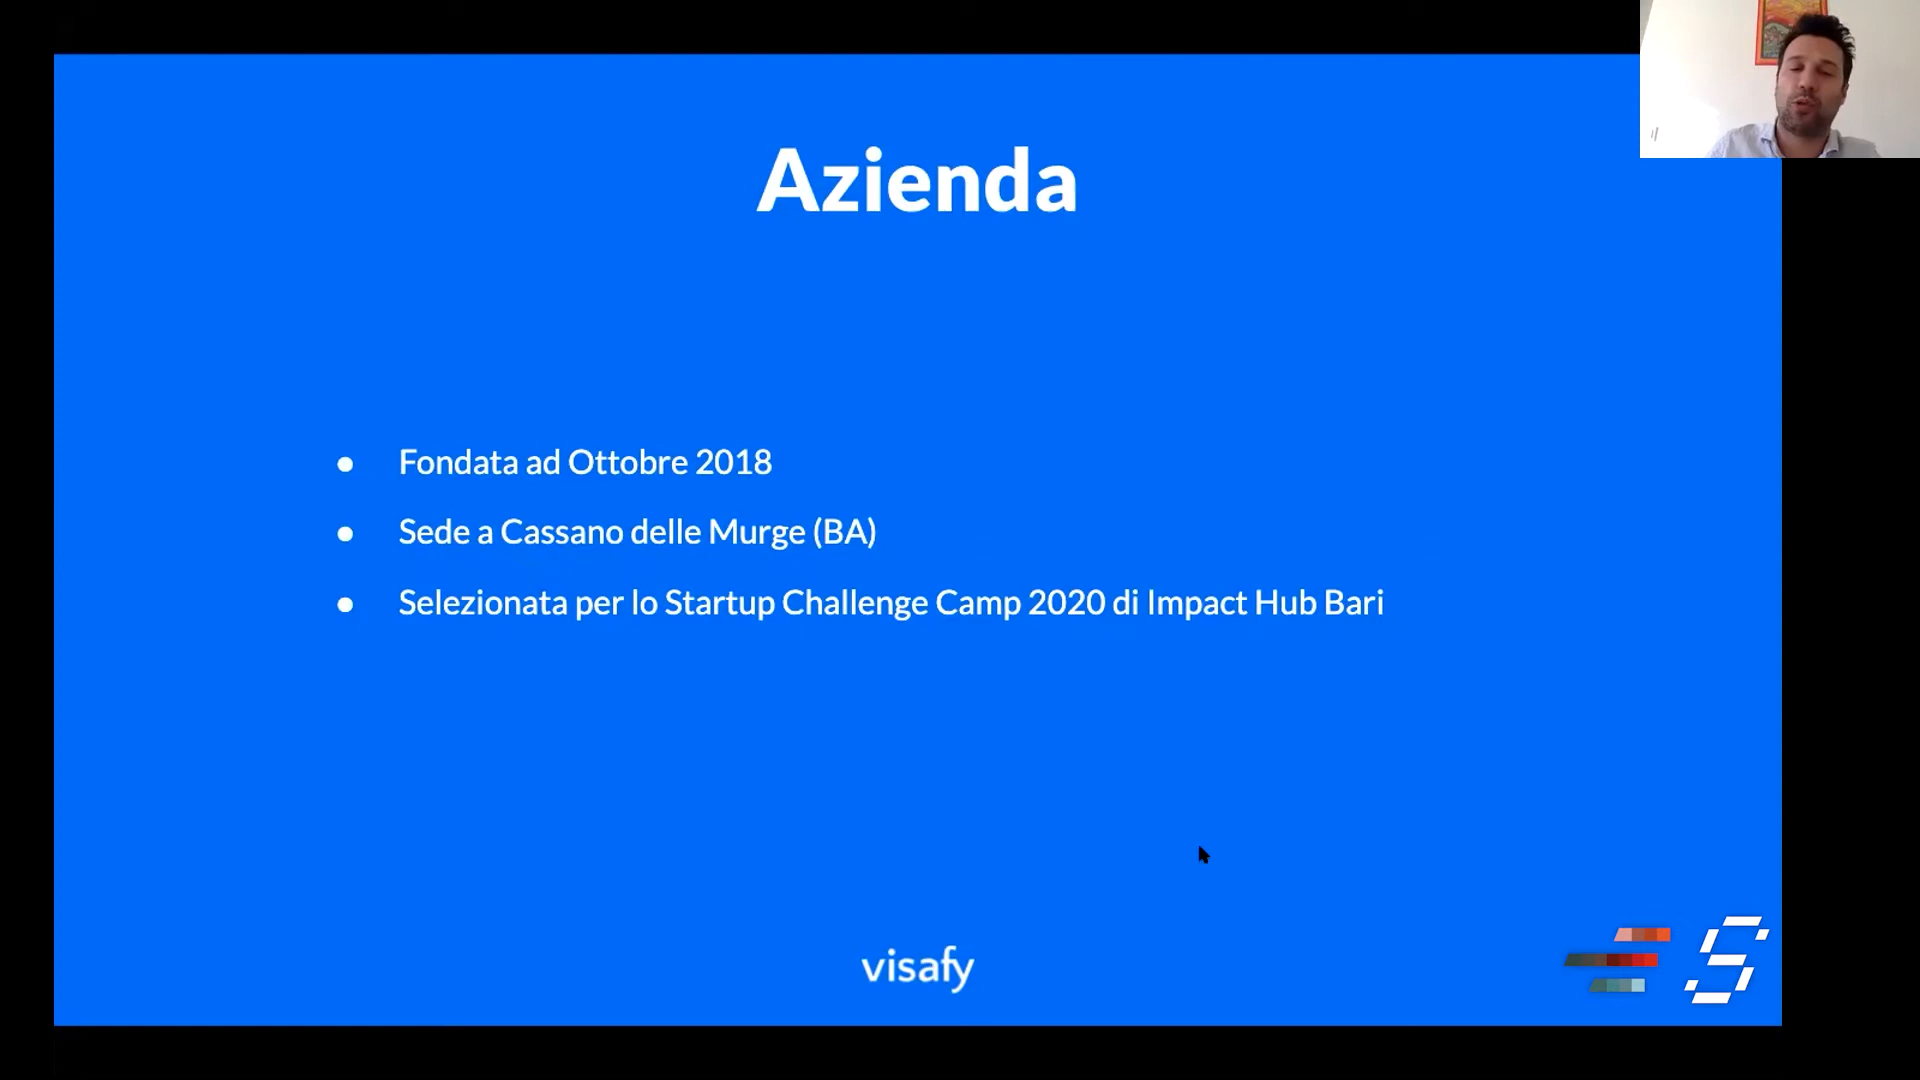 Azienda
● Fondata ad Ottobre 2018
● Sede a Cassano delle Murge (BA)
● Selezionata per lo Startup Challenge Camp 2020 di Impact Hub Bari
visafy
S